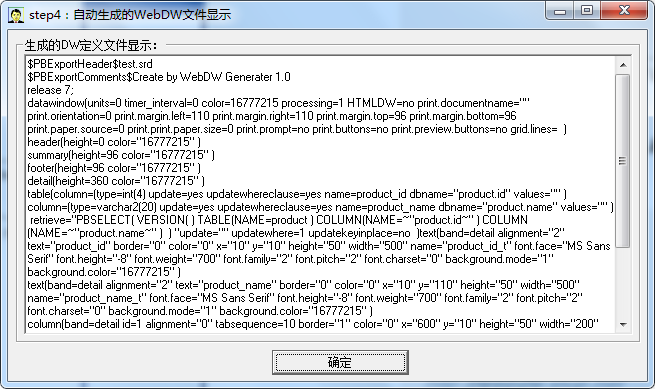 step4：自动生成的WebDW文件显示
生成的DW定义文件显示：
$PBExportHeader$test.srd
$PBExportComments$Create by WebDW Generater 1.0
release 7;
datawindow(units=0 timer_interval=0 color=16777215 processing=1 HTMLDW=no print.documentname=""
print.orientation=0 print.margin.left=110 print.margin.right=110 print.margin.top=96 print.margin.bottom=96
print.paper.source=0 print.print.paper.size=0 print.prompt=no print.buttons=no print.preview.buttons=no grid.lines=  )
header(height=0 color="16777215" )
summary(height=96 color="16777215" )
footer(height=96 color="16777215" )
detail(height=360 color="16777215" )
table(column=(type=int(4) update=yes updatewhereclause=yes name=product_id dbname="product.id" values="" )
column=(type=varchar2(20) update=yes updatewhereclause=yes name=product_name dbname="product.name" values="" )
retrieve="PBSELECT( VERSION( ) TABLE(NAME=product ) COLUMN(NAME=~"product.id~" ) COLUMN
(NAME=~"product.name~" )  ) "update="" updatewhere=1 updatekeyinplace=no  )text(band=detail alignment="2"
text="product_id" border="0" color="0" x="10" y="10" height="50" width="500" name="product_id_t" font.face="MS Sans
Serif" font.height="-8" font.weight="700" font.family="2" font.pitch="2" font.charset="0" background.mode="1"
background.color="16777215" )
text(band=detail alignment="2" text="product_name" border="0" color="0" x="10" y="110" height="50" width="500"
name="product_name_t" font.face="MS Sans Serif" font.height="-8" font.weight="700" font.family="2" font.pitch="2"
font.charset="0" background.mode="1" background.color="16777215" )
column(band=detail id=1 alignment="0" tabsequence=10 border="1" color="0" x="600" y="10" height="50" width="200"
确定